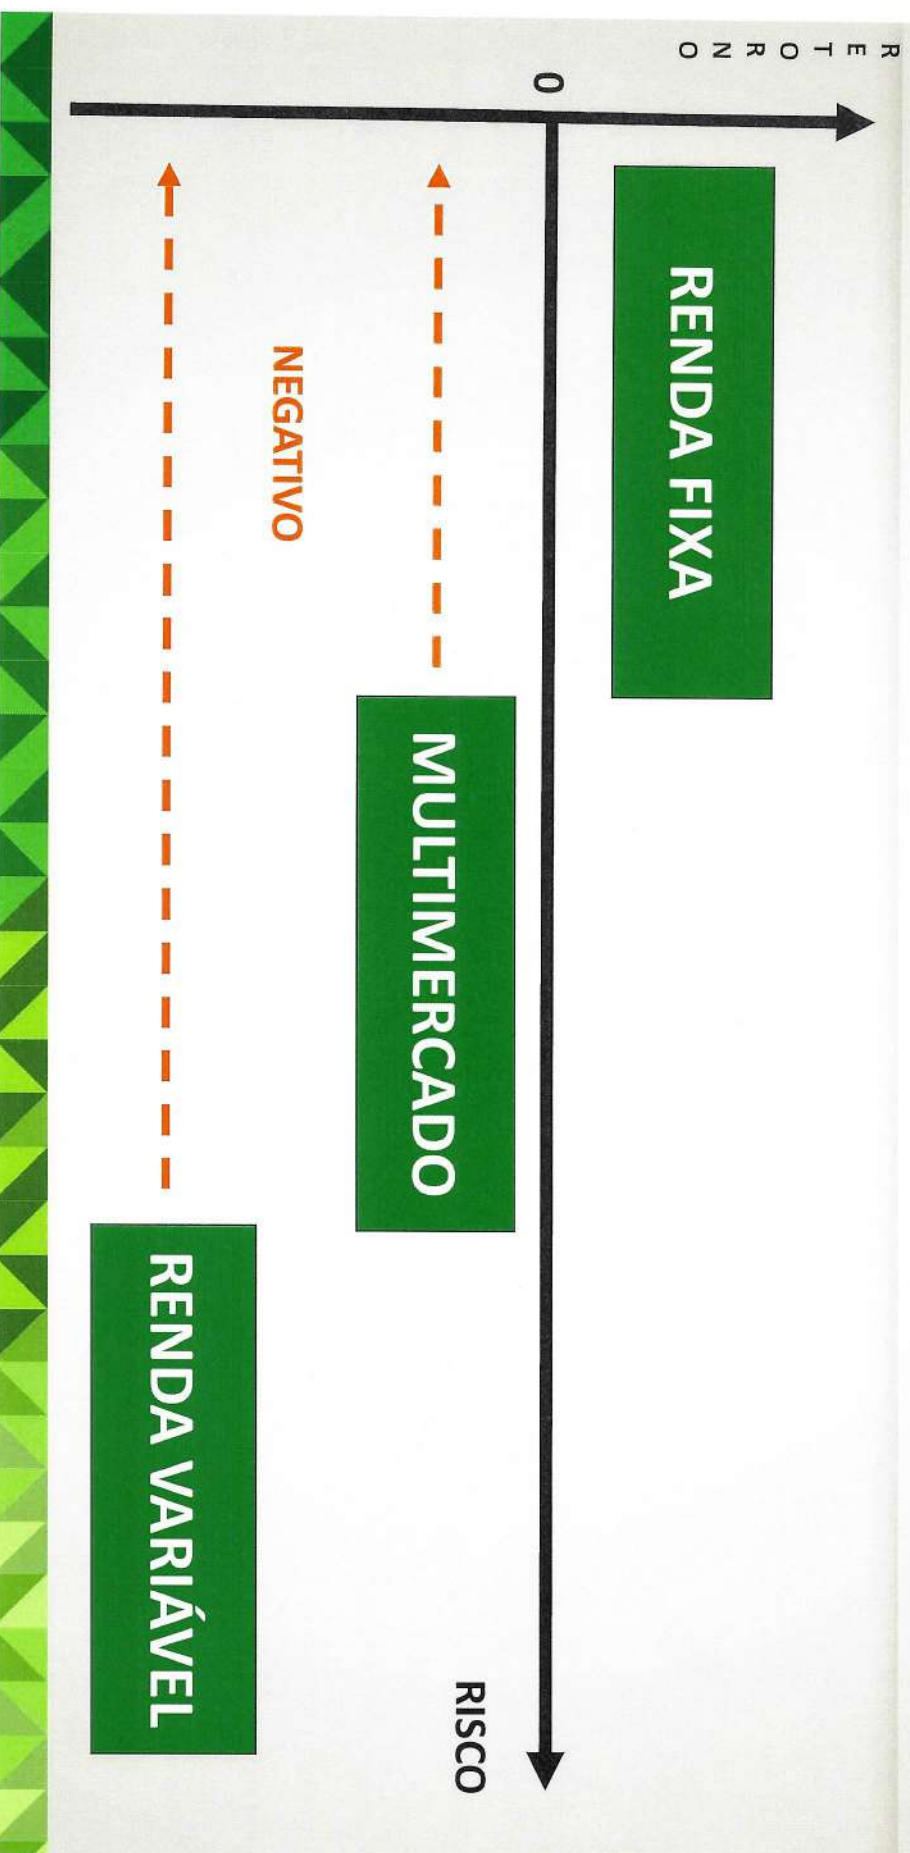 RETORNO
0
RENDA FIXA
MULTIMERCADO
RISCO
NEGATIVO
RENDA VARIÁVEL